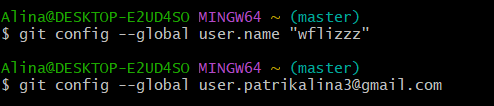 Alina@DESKTOP-E2UD4SO MINGW64 ~ (master)
$ git config --global user.name "wflizzz"
Alina@DESKTOP-E2UD4SO MINGW64 ~ (master)
$ git config --global user.patrikalina3@gmail.com